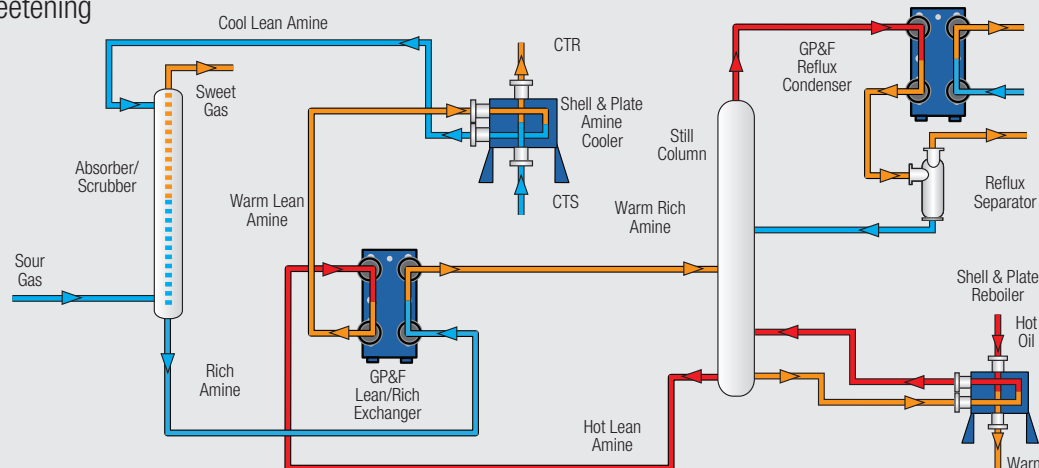 Cool Lean Amine
CTR
Sweet
Gas
Shell & Plate
Amine
Cooler
GP&F
Reflux
Condenser
Absorber/
Scrubber
Still
Column
Warm Lean
Amine
CTS
Warm Rich
Amine
Reflux
Separator
Sour
Gas
Shell & Plate
Reboiler
Hot
Oil
Rich
Amine
GP&F
Lean/Rich
Exchanger
Hot Lean
Amine
Warm